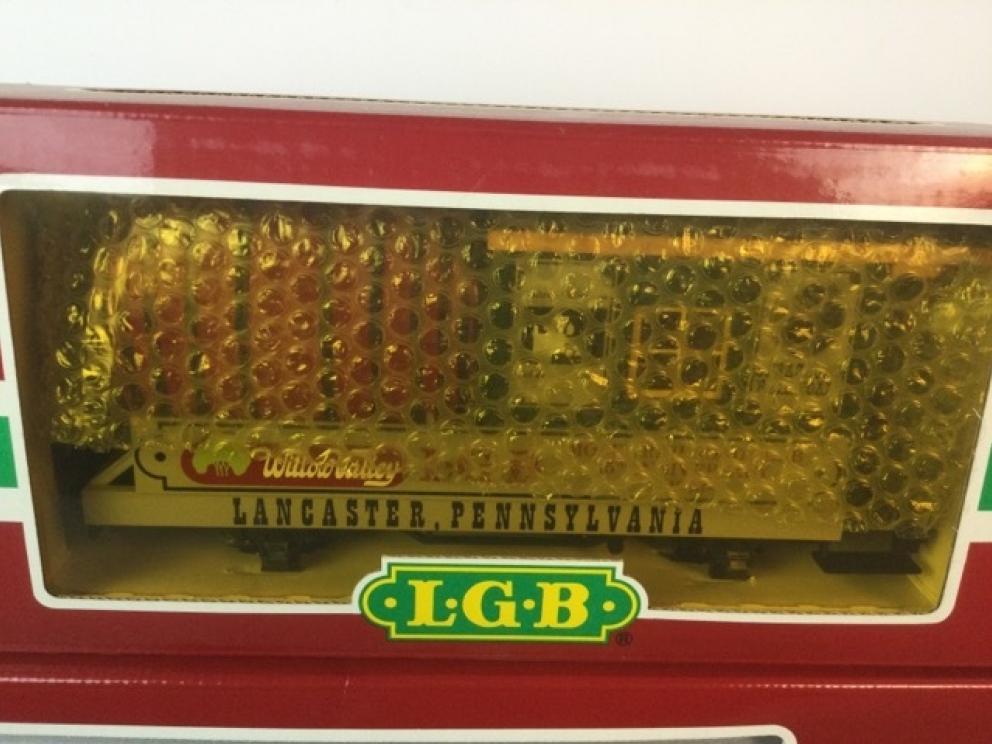 Willow Valley
LANCASTER, PENNSYLVANIA
L·G·B
®